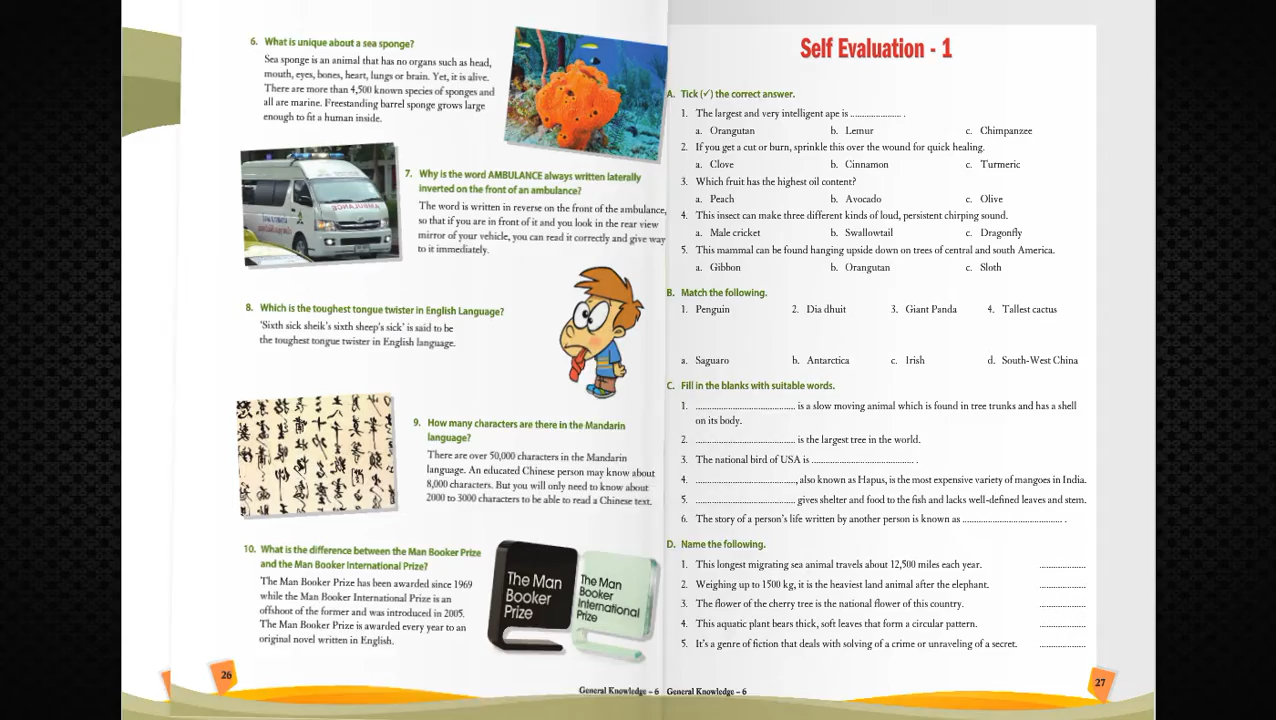 6. What is unique about a sea sponge?
Sea sponge is an animal that has no organs such as head,
mouth, eyes, bones, heart, lungs or brain. Yet, it is alive.
There are more than 4,500 known species of sponges and
all are marine. Freestanding barrel sponge grows large
enough to fit a human inside.
7. Why is the word AMBULANCE always written laterally
inverted on the front of an ambulance?
The word is written in reverse on the front of the ambulance,
so that if you are in front of it and you look in the rear view
mirror of your vehicle, you can read it correctly and give way
to it immediately.
8. Which is the toughest tongue twister in English Language?
'Sixth sick sheik's sixth sheep's sick' is said to be
the toughest tongue twister in English language.
9. How many characters are there in the Mandarin
language?
There are over 50,000 characters in the Mandarin
language. An educated Chinese person may know about
8,000 characters. But you will only need to know about
2000 to 3000 characters to be able to read a Chinese text.
10. What is the difference between the Man Booker Prize
and the Man Booker International Prize?
The Man Booker Prize has been awarded since 1969
while the Man Booker International Prize is an
offshoot of the former and was introduced in 2005.
The Man Booker Prize is awarded every year to an
original novel written in English.
The Man
Booker
Prize
The Man
Booker
International
Prize
26
General Knowledge – 6
Self Evaluation - 1
A. Tick (✓) the correct answer.
1. The largest and very intelligent ape is ...................... .
a. Orangutan b. Lemur c. Chimpanzee
2. If you get a cut or burn, sprinkle this over the wound for quick healing.
a. Clove b. Cinnamon c. Turmeric
3. Which fruit has the highest oil content?
a. Peach b. Avocado c. Olive
4. This insect can make three different kinds of loud, persistent chirping sound.
a. Male cricket b. Swallowtail c. Dragonfly
5. This mammal can be found hanging upside down on trees of central and south America.
a. Gibbon b. Orangutan c. Sloth
B. Match the following.
1. Penguin 2. Dia dhuit 3. Giant Panda 4. Tallest cactus
a. Saguaro b. Antarctica c. Irish d. South-West China
C. Fill in the blanks with suitable words.
1. ........................................... is a slow moving animal which is found in tree trunks and has a shell
on its body.
2. ........................................... is the largest tree in the world.
3. The national bird of USA is ........................................... .
4. ..........................................., also known as Hapus, is the most expensive variety of mangoes in India.
5. ........................................... gives shelter and food to the fish and lacks well-defined leaves and stem.
6. The story of a person's life written by another person is known as ........................................... .
D. Name the following.
1. This longest migrating sea animal travels about 12,500 miles each year. ....................
2. Weighing up to 1500 kg, it is the heaviest land animal after the elephant. ....................
3. The flower of the cherry tree is the national flower of this country. ....................
4. This aquatic plant bears thick, soft leaves that form a circular pattern. ....................
5. It's a genre of fiction that deals with solving of a crime or unraveling of a secret. ....................
General Knowledge – 6
27